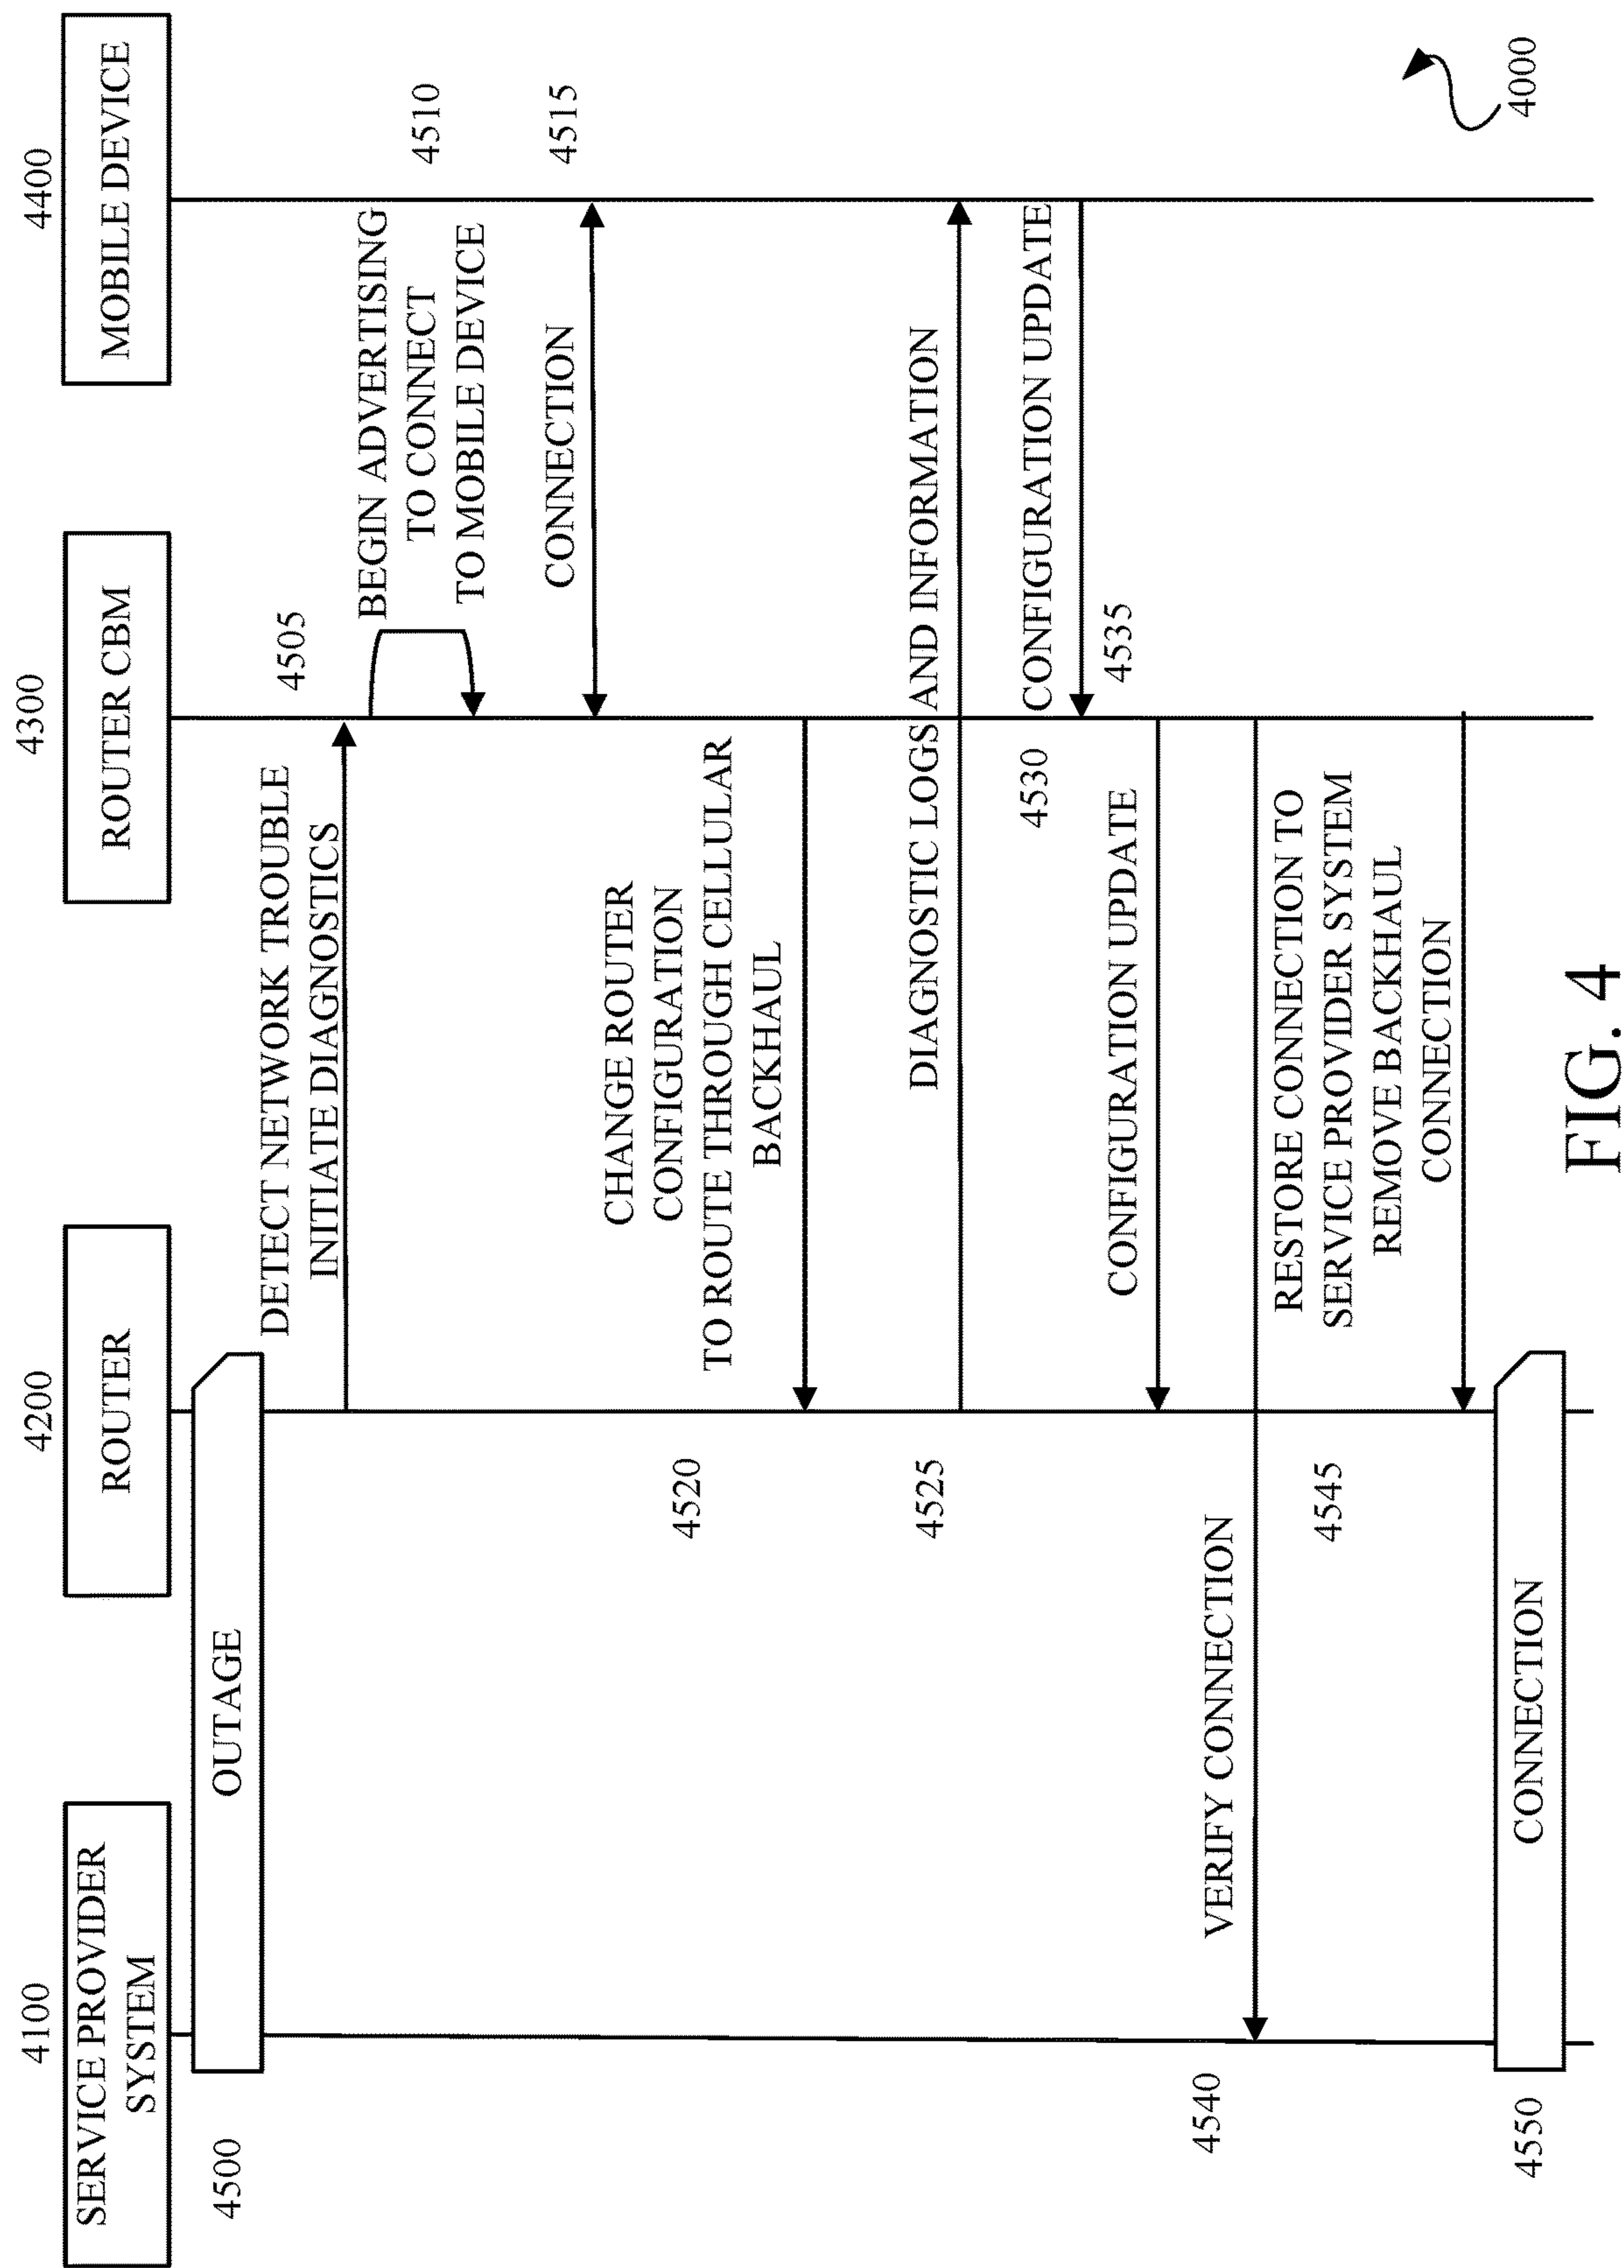 4100
SERVICE PROVIDER
SYSTEM
4200
ROUTER
4300
ROUTER CBM
4400
MOBILE DEVICE
4500
OUTAGE
DETECT NETWORK TROUBLE
INITIATE DIAGNOSTICS
4505
BEGIN ADVERTISING
TO CONNECT
TO MOBILE DEVICE
4510
CONNECTION
4515
CHANGE ROUTER
CONFIGURATION
TO ROUTE THROUGH CELLULAR
BACKHAUL
4520
DIAGNOSTIC LOGS AND INFORMATION
4525
CONFIGURATION UPDATE
4530
CONFIGURATION UPDATE
4535
VERIFY CONNECTION
4540
RESTORE CONNECTION TO
SERVICE PROVIDER SYSTEM
REMOVE BACKHAUL
CONNECTION
4545
CONNECTION
4550
4000
FIG. 4